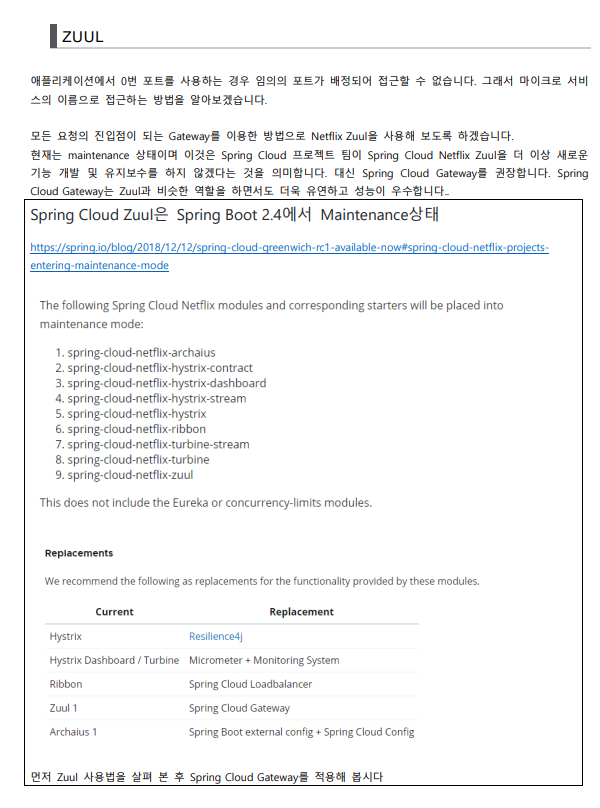 ZUUL
애플리케이션에서 0번 포트를 사용하는 경우 임의의 포트가 배정되어 접근할 수 없습니다. 그래서 마이크로 서비
스의 이름으로 접근하는 방법을 알아보겠습니다.
모든 요청의 진입점이 되는 Gateway를 이용한 방법으로 Netflix Zuul을 사용해 보도록 하겠습니다.
현재는 maintenance 상태이며 이것은 Spring Cloud 프로젝트 팀이 Spring Cloud Netflix Zuul을 더 이상 새로운
기능 개발 및 유지보수를 하지 않겠다는 것을 의미합니다. 대신 Spring Cloud Gateway를 권장합니다. Spring
Cloud Gateway는 Zuul과 비슷한 역할을 하면서도 더욱 유연하고 성능이 우수합니다.
Spring Cloud Zuul은 Spring Boot 2.4에서 Maintenance상태
https://spring.io/blog/2018/12/12/spring-cloud-greenwich-rc1-available-now#spring-cloud-netflix-projects-
entering-maintenance-mode
The following Spring Cloud Netflix modules and corresponding starters will be placed into
maintenance mode:
1. spring-cloud-netflix-archaius
2. spring-cloud-netflix-hystrix-contract
3. spring-cloud-netflix-hystrix-dashboard
4. spring-cloud-netflix-hystrix-stream
5. spring-cloud-netflix-hystrix
6. spring-cloud-netflix-ribbon
7. spring-cloud-netflix-turbine-stream
8. spring-cloud-netflix-turbine
9. spring-cloud-netflix-zuul
This does not include the Eureka or concurrency-limits modules.
Replacements
We recommend the following as replacements for the functionality provided by these modules.
Current Replacement
Hystrix Resilience4j
Hystrix Dashboard / Turbine Micrometer + Monitoring System
Ribbon Spring Cloud Loadbalancer
Zuul 1 Spring Cloud Gateway
Archaius 1 Spring Boot external config + Spring Cloud Config
먼저 Zuul 사용법을 살펴 본 후 Spring Cloud Gateway를 적용해 봅시다